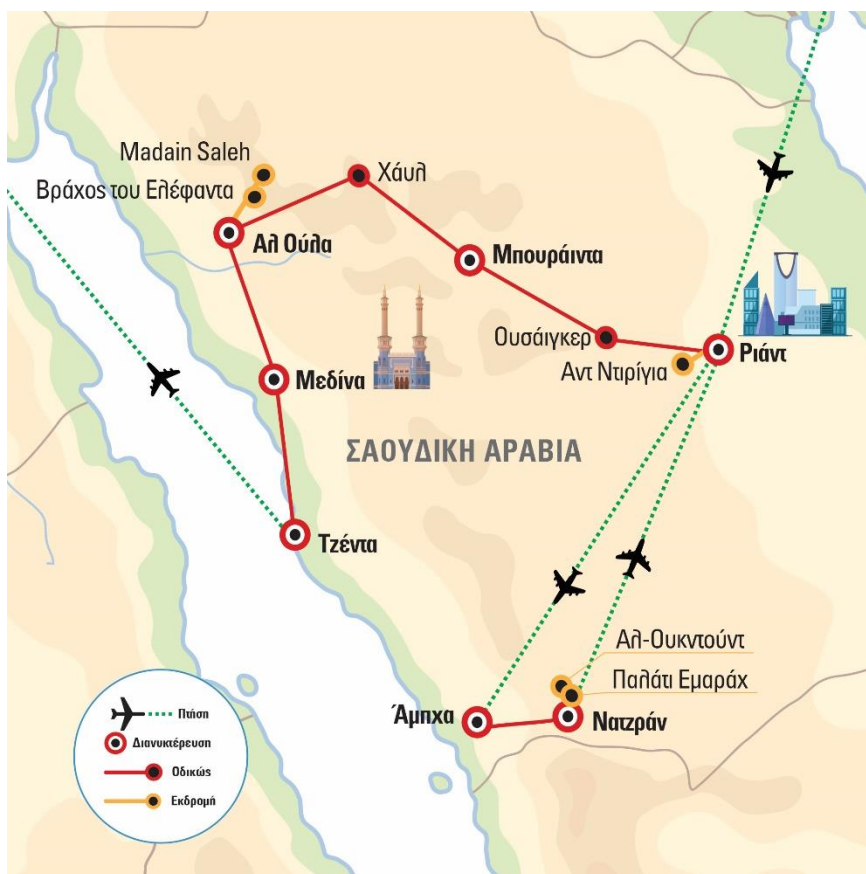 Madain Saleh
Βράχος του Ελέφαντα
Χάυλ
Αλ Ούλα
Μπουράιντα
Ουσάιγκερ
Αντ Ντιρίγια
Ριάντ
Μεδίνα
ΣΑΟΥΔΙΚΗ ΑΡΑΒΙΑ
Τζέντα
Αλ-Ουκντούντ
Παλάτι Εμαράχ
Άμπχα
Νατζράν
Πτήση
Διανυκτέρευση
Οδικώς
Εκδρομή